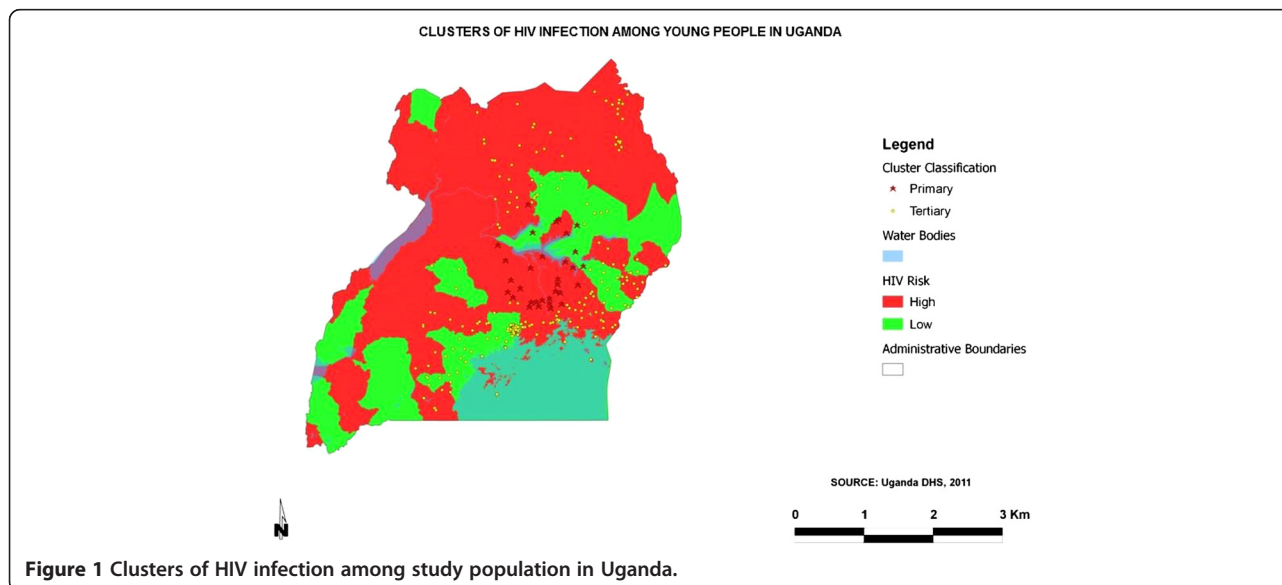 CLUSTERS OF HIV INFECTION AMONG YOUNG PEOPLE IN UGANDA
Legend
Cluster Classification
Primary
Tertiary
Water Bodies
HIV Risk
High
Low
Administrative Boundaries
SOURCE: Uganda DHS, 2011
0 1 2 3 Km
N
Figure 1 Clusters of HIV infection among study population in Uganda.